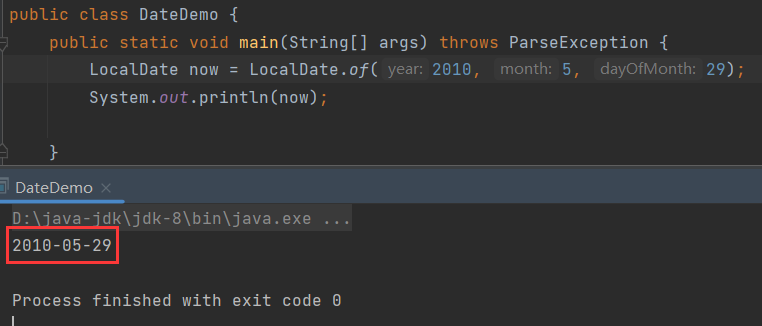 public class DateDemo {
public static void main(String[] args) throws ParseException {
LocalDate now = LocalDate.of( year: 2010, month: 5, dayOfMonth: 29);
System.out.println(now);
}
DateDemo ×
D:\java-jdk\jdk-8\bin\java.exe ...
2010-05-29
Process finished with exit code 0